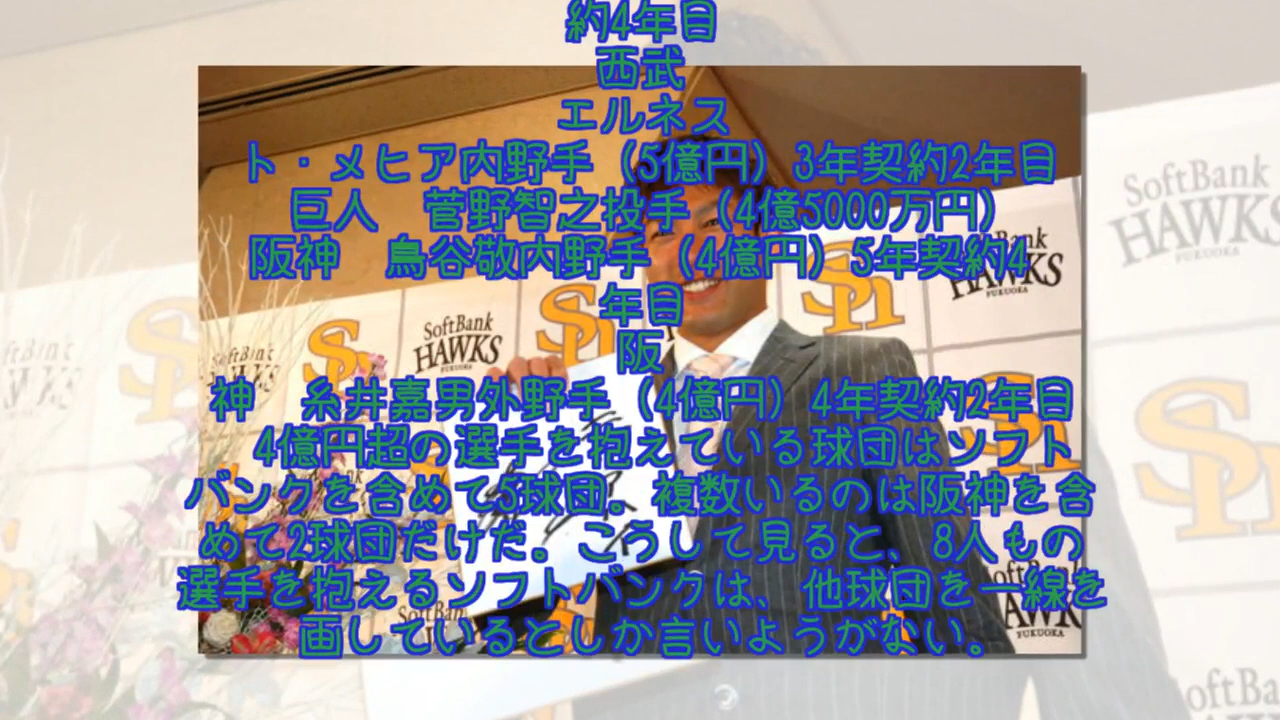 約4年目
西武
エルネス
ト・メヒア内野手（5億円）3年契約2年目
巨人　菅野智之投手（4億5000万円）
阪神　鳥谷敬内野手（4億円）5年契約4
年目
阪
神　糸井嘉男外野手（4億円）4年契約2年目
4億円超の選手を抱えている球団はソフト
バンクを含めて5球団。複数いるのは阪神を含
めて2球団だけだ。こうして見ると、8人もの
選手を抱えるソフトバンクは、他球団を一線を
画しているとしか言いようがない。
SoftBank
HAWKS
FUKUOKA
SoftBank
HAWKS
FUKUOKA